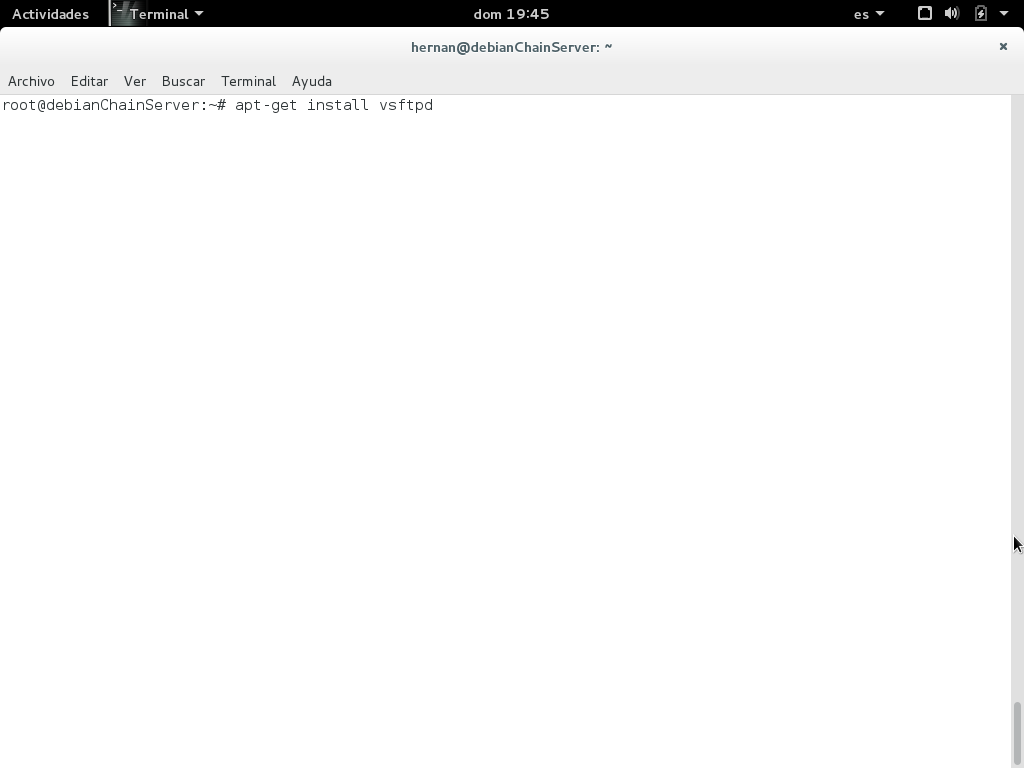 Actividades Terminal dom 19:45 es
hernan@debianChainServer: ~
Archivo Editar Ver Buscar Terminal Ayuda
root@debianChainServer:~# apt-get install vsftpd